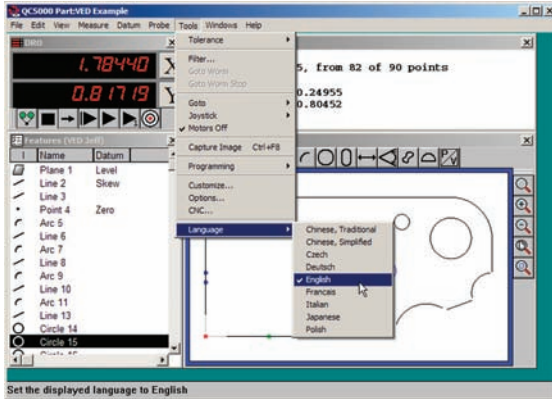 QC5000 Part:VED Example
File Edit View Measure Datum Probe Tools Windows Help
DRO
1.78440 X
0.81719 Y
Tolerance
Filter...
Goto Worm
Goto Worm Stop
Goto
Joystick
Motors Off
Capture Image Ctrl+F8
Programming
Customize...
Options...
CNC...
Language
5, from 82 of 90 points
0.24955
0.80452
Features (VED Jeff)
I Name Datum
Plane 1 Level
Line 2 Skew
Line 3
Point 4 Zero
Arc 5
Line 6
Arc 7
Line 8
Arc 9
Line 10
Arc 11
Line 13
Circle 14
Circle 15
Chinese, Traditional
Chinese, Simplified
Czech
Deutsch
English
Francais
Italian
Japanese
Polish
Set the displayed language to English